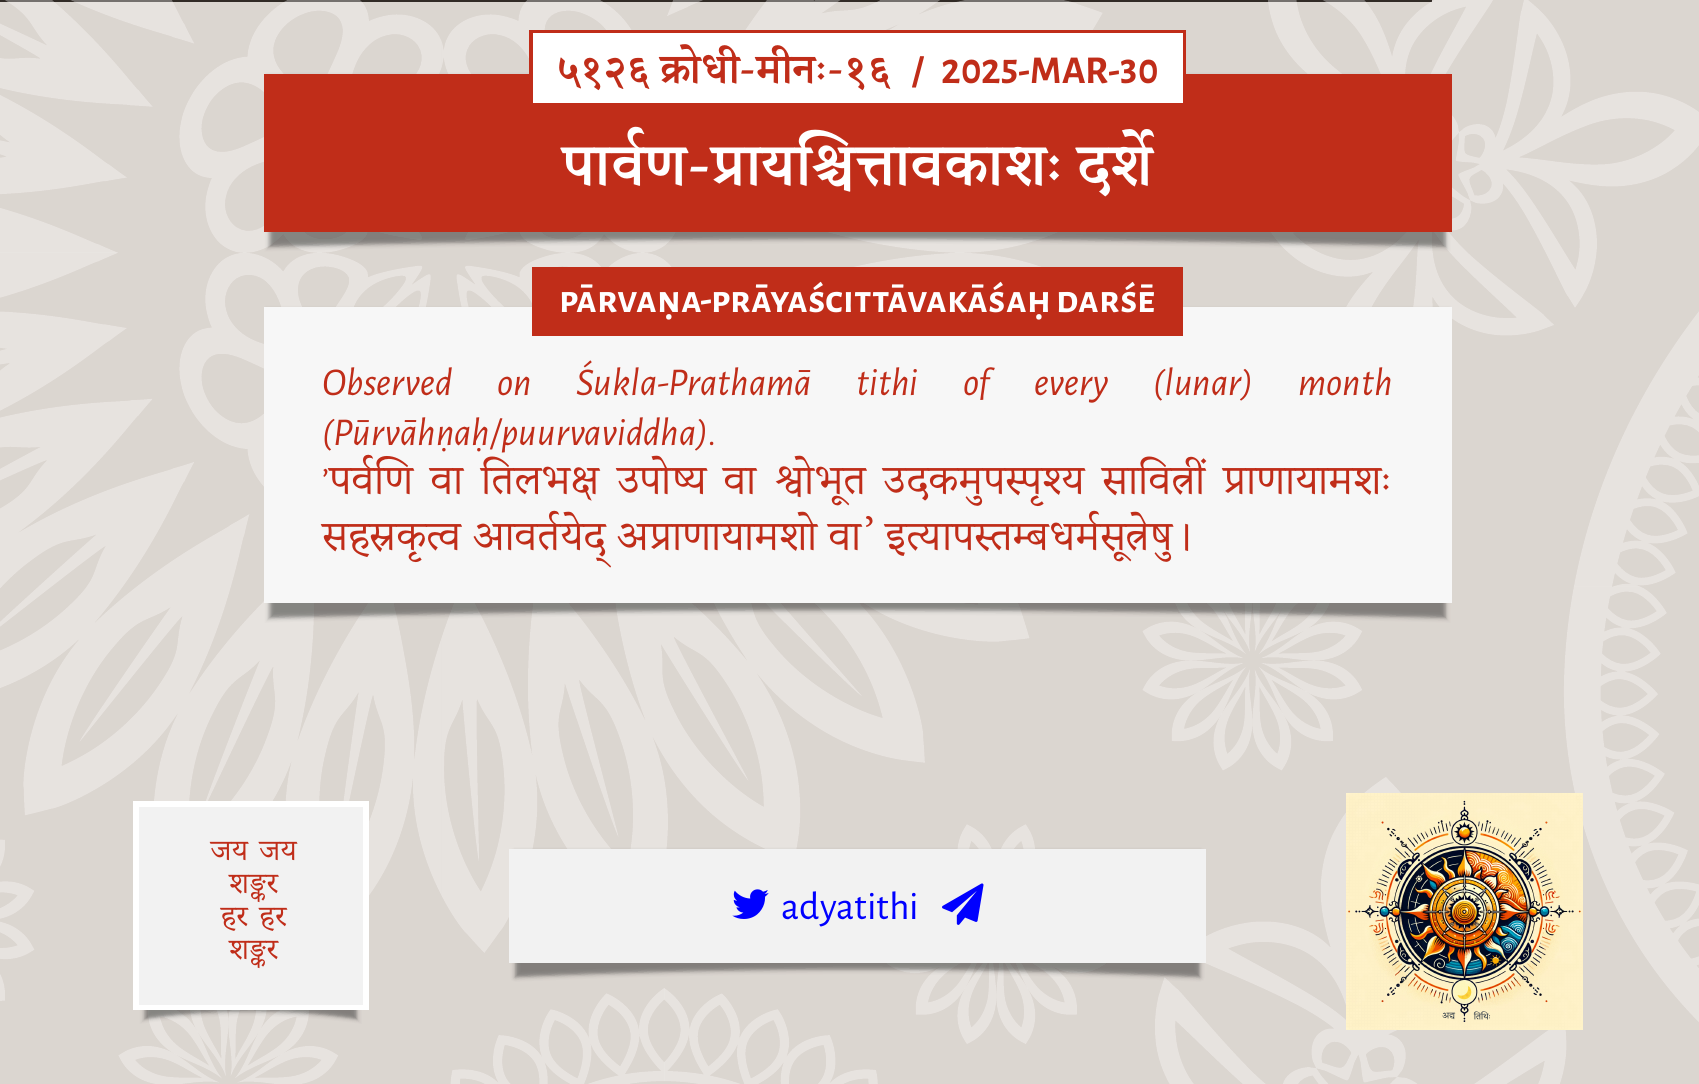 ५१२६ क्रोधी-मीनः-१६ / 2025-MAR-30
पार्वण-प्रायश्चित्तावकाशः दर्शे
PĀRVAṆA-PRĀYAŚCITTĀVAKĀŚAḤ DARŚĒ
Observed on Śukla-Prathamā tithi of every (lunar) month
(Pūrvāhṇaḥ/puurvaviddha).
’पर्वणि वा तिलभक्ष उपोष्य वा श्वोभूत उदकमुपस्पृश्य सावित्रीं प्राणायामशः
सहस्रकृत्व आवर्तयेद् अप्राणायामशो वा’ इत्यापस्तम्बधर्मसूत्रेषु।
जय जय
शङ्कर
हर हर
शङ्कर
adyatithi
अद्य तिथिः